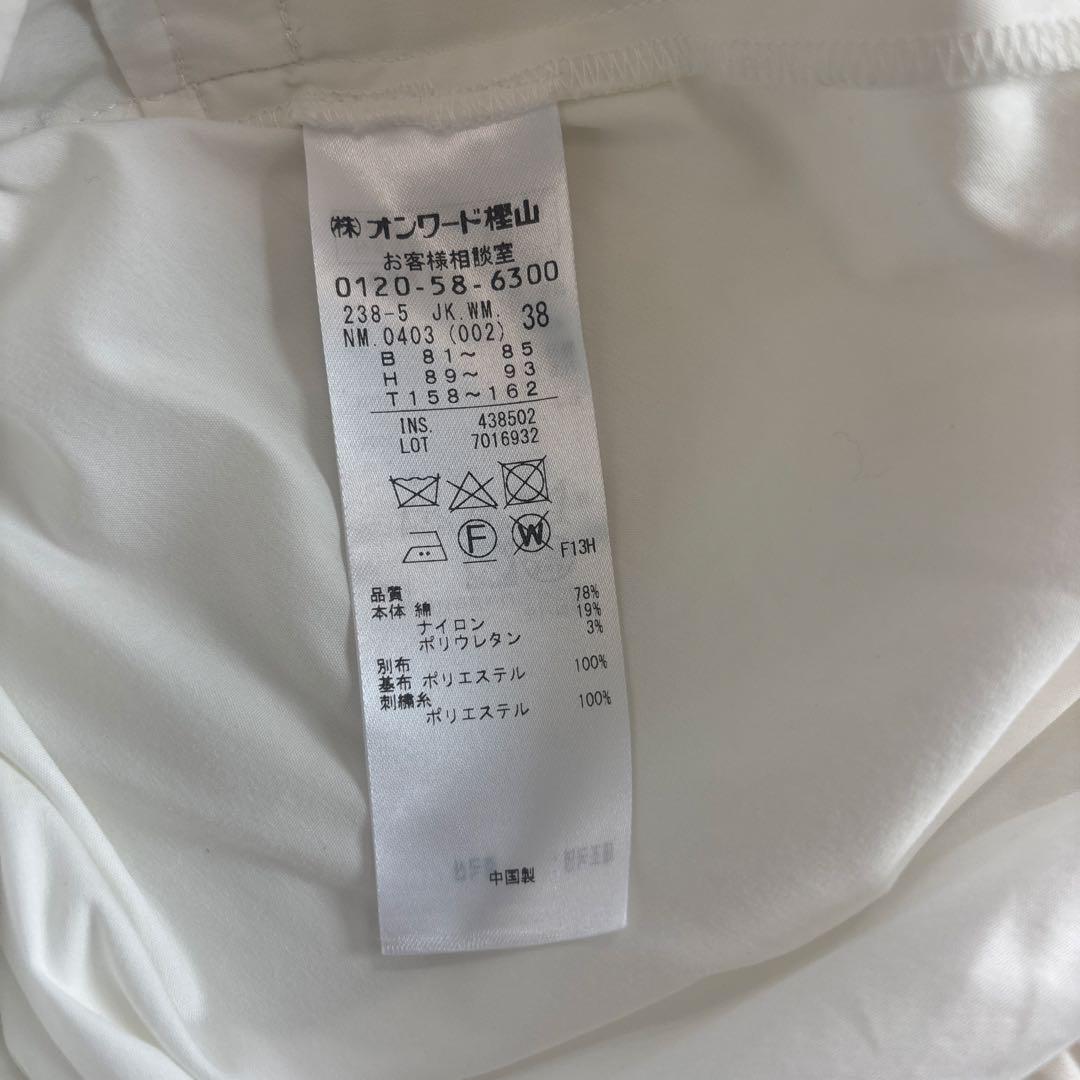 ㈱オンワード樫山
お客様相談室
0120-58-6300
238-5 JK.WM. 38
NM.0403 (002)
B 81～ 85
H 89～ 93
T158～162
INS. 438502
LOT 7016932
F
W
F13H
品質
本体 綿 78%
ナイロン 19%
ポリウレタン 3%
別布
基布 ポリエステル 100%
刺繍糸
ポリエステル 100%
中国製